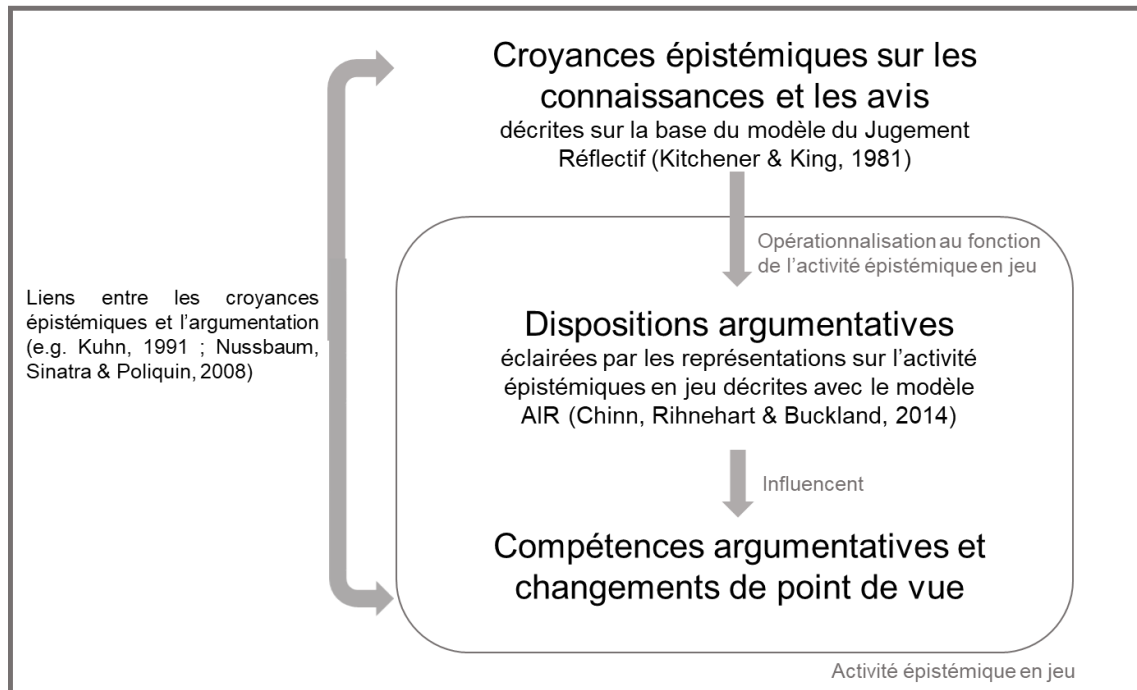 Croyances épistémiques sur les
connaissances et les avis
décrites sur la base du modèle du Jugement
Réflectif (Kitchener & King, 1981)
Opérationnalisation au fonction
de l'activité épistémique en jeu
Liens entre les croyances
épistémiques et l'argumentation
(e.g. Kuhn, 1991 ; Nussbaum,
Sinatra & Poliquin, 2008)
Dispositions argumentatives
éclairées par les représentations sur l'activité
épistémiques en jeu décrites avec le modèle
AIR (Chinn, Rihnehart & Buckland, 2014)
Influencent
Compétences argumentatives et
changements de point de vue
Activité épistémique en jeu